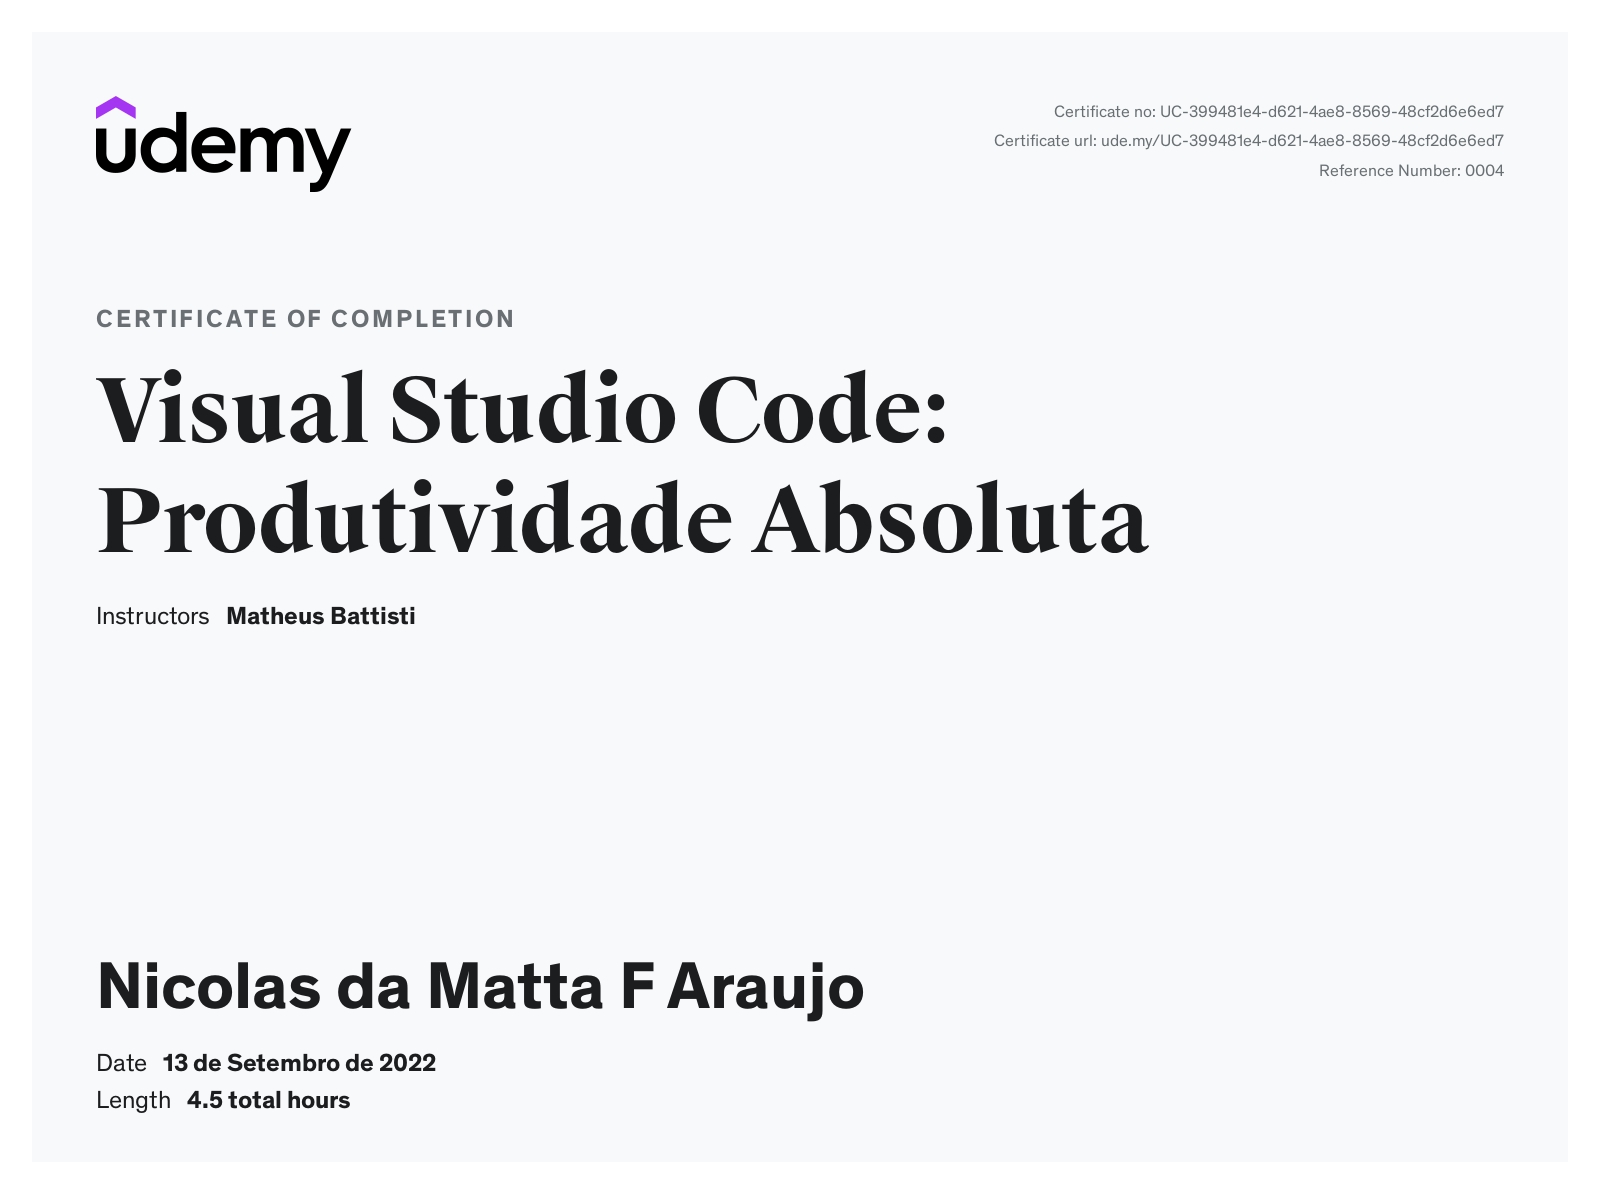 udemy
Certificate no: UC-399481e4-d621-4ae8-8569-48cf2d6e6ed7
Certificate url: ude.my/UC-399481e4-d621-4ae8-8569-48cf2d6e6ed7
Reference Number: 0004
CERTIFICATE OF COMPLETION
Visual Studio Code:
Produtividade Absoluta
Instructors Matheus Battisti
Nicolas da Matta F Araujo
Date 13 de Setembro de 2022
Length 4.5 total hours